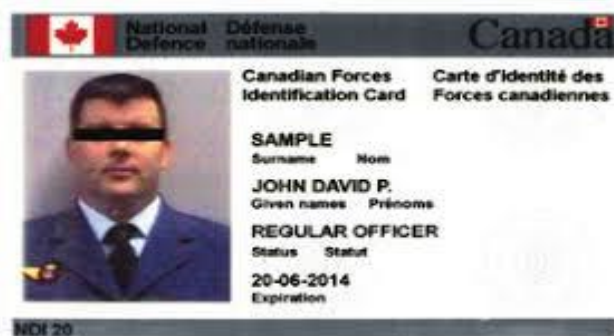 National Défense
Defence nationale
Canada
Canadian Forces Carte d'identité des
Identification Card Forces canadiennes
SAMPLE
Surname Nom
JOHN DAVID P.
Given names Prénoms
REGULAR OFFICER
Status Statut
20-06-2014
Expiration
NDI 20